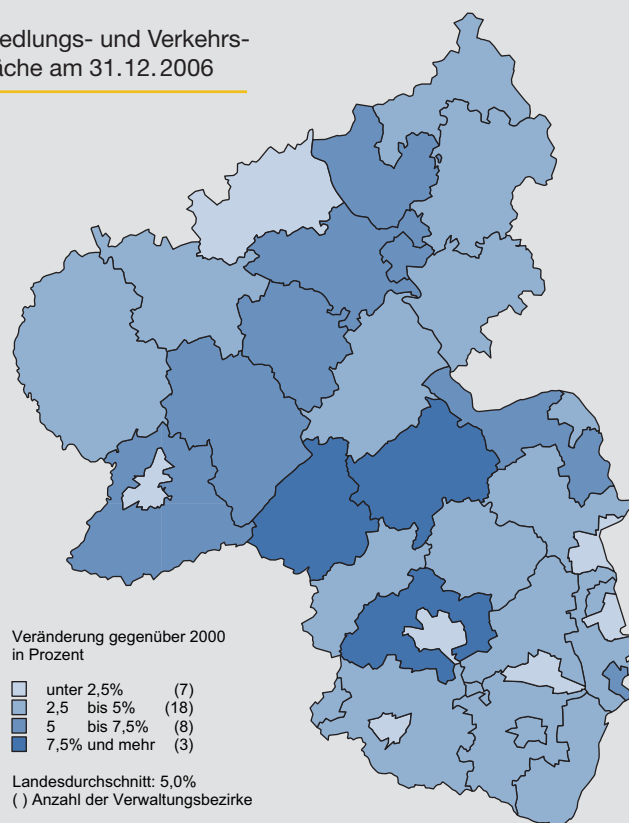 edlungs- und Verkehrs-
äche am 31.12.2006
Veränderung gegenüber 2000
in Prozent
unter 2,5% (7)
2,5 bis 5% (18)
5 bis 7,5% (8)
7,5% und mehr (3)
Landesdurchschnitt: 5,0%
( ) Anzahl der Verwaltungsbezirke